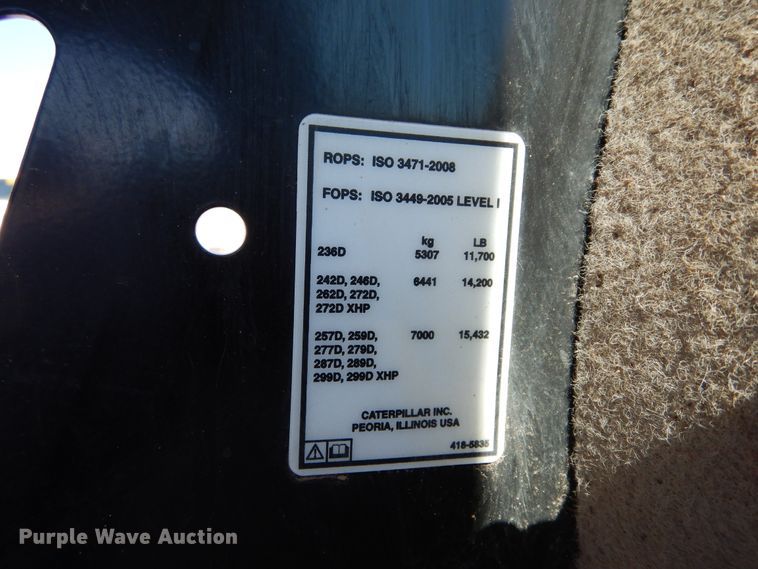 ROPS: ISO 3471-2008
FOPS: ISO 3449-2005 LEVEL I
kg LB
236D 5307 11,700
242D, 246D, 6441 14,200
262D, 272D,
272D XHP
257D, 259D, 7000 15,432
277D, 279D,
287D, 289D,
299D, 299D XHP
CATERPILLAR INC.
PEORIA, ILLINOIS USA
418-5835
Purple Wave Auction